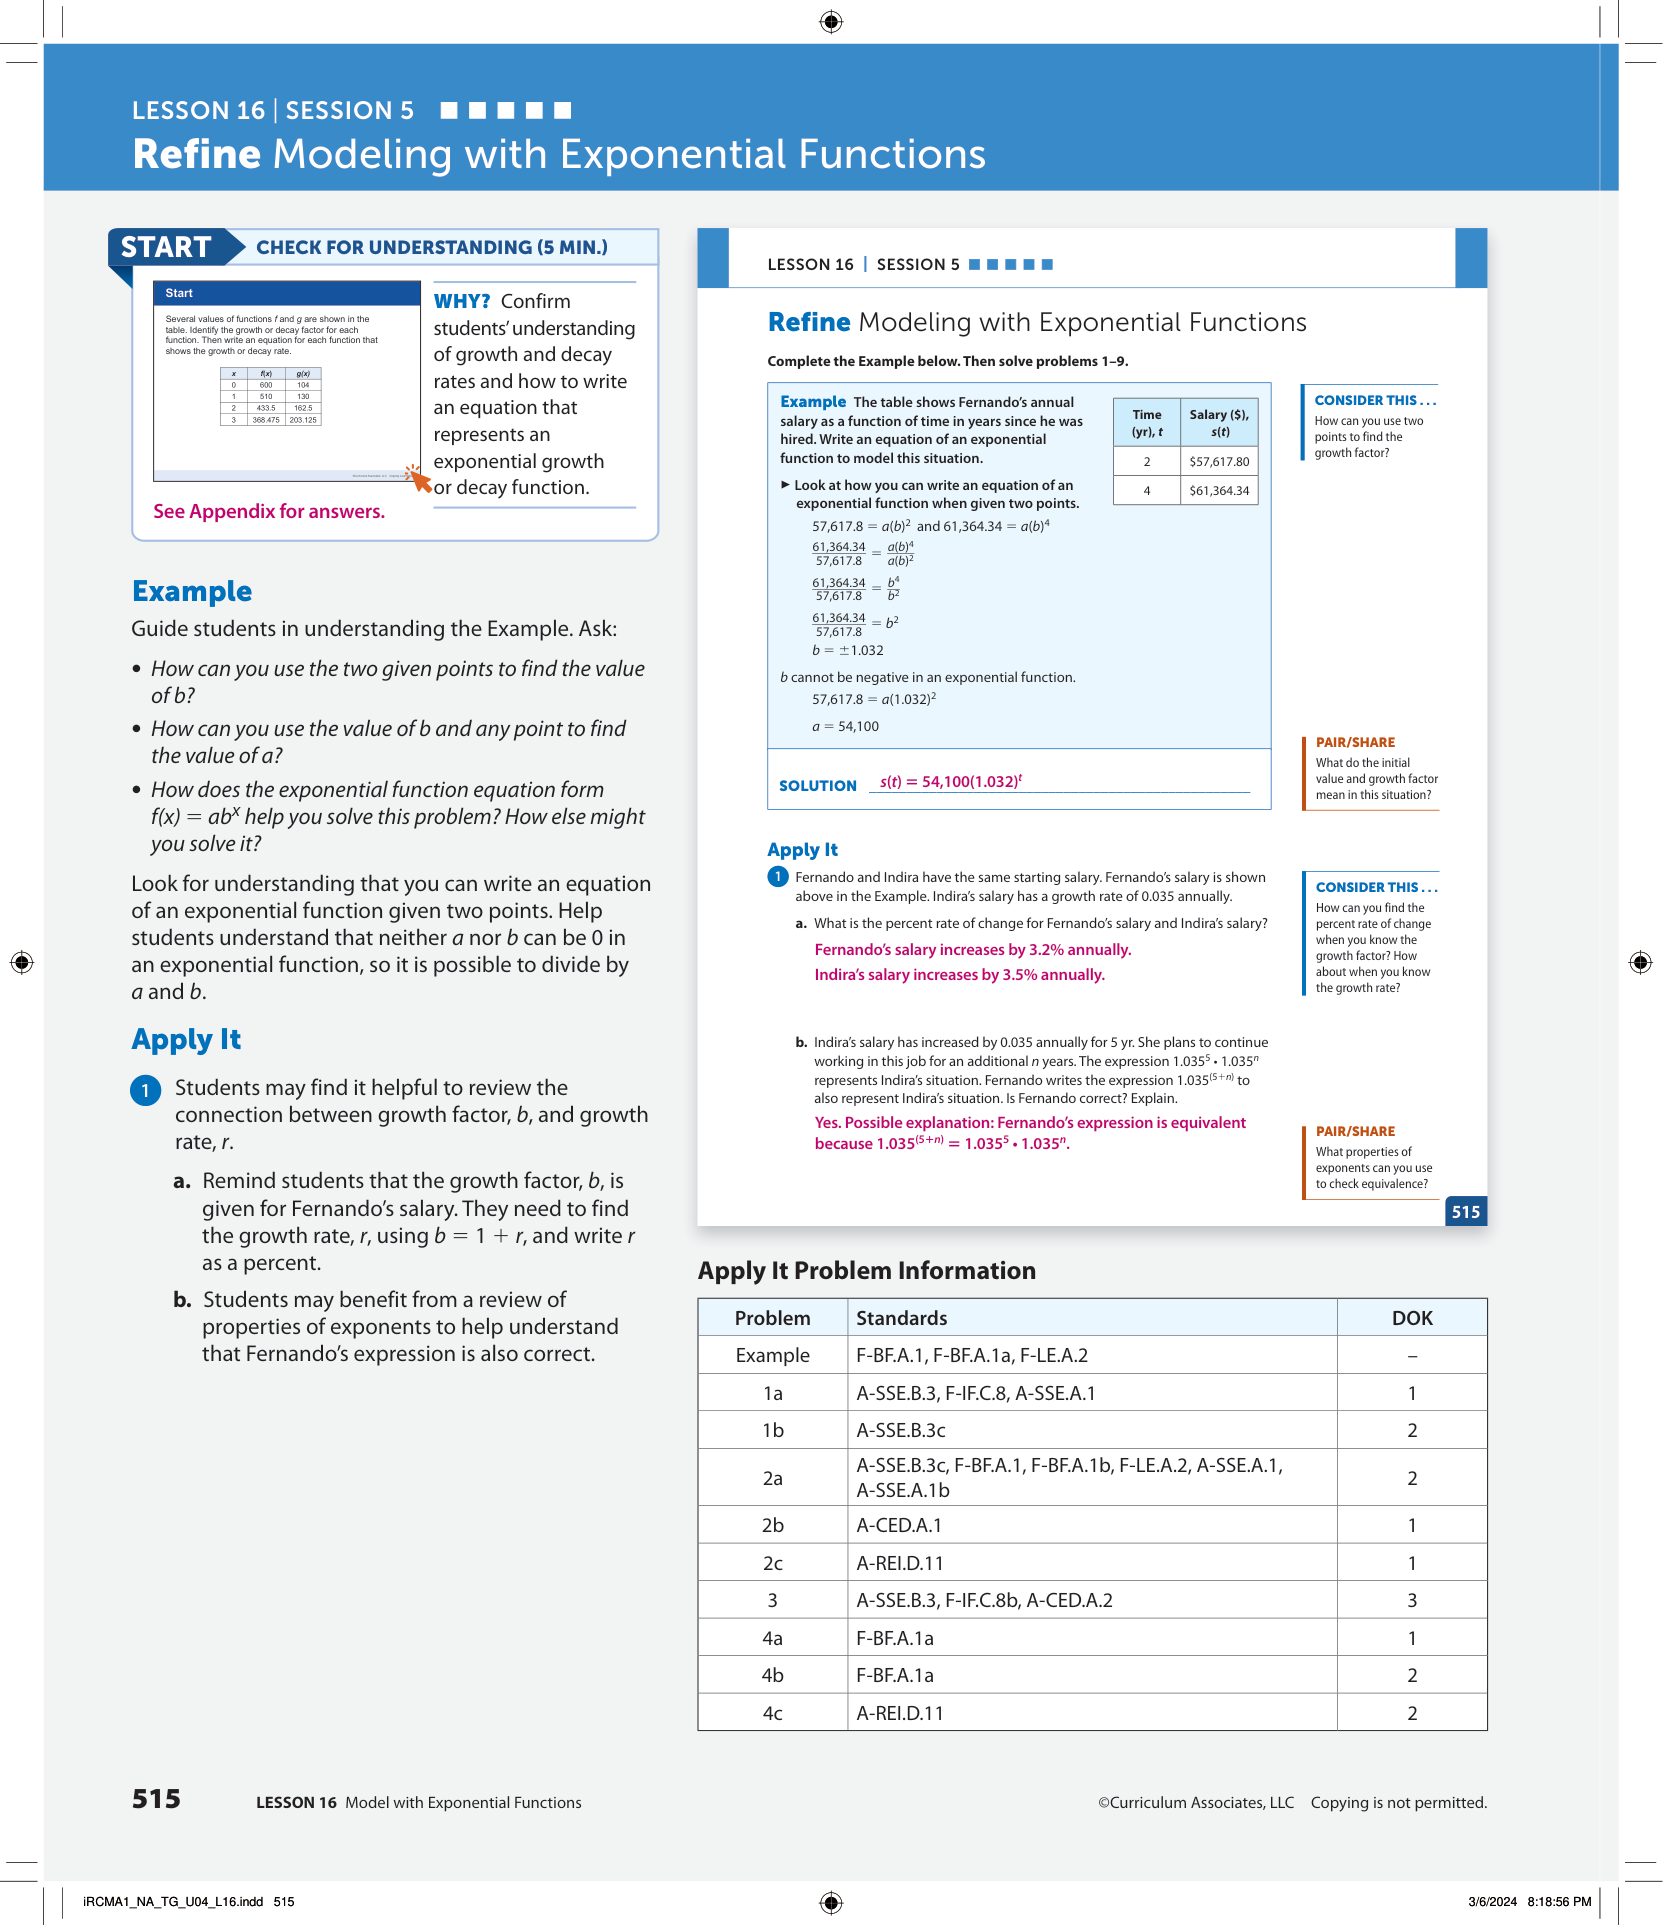 LESSON 16 | SESSION 5
Refine Modeling with Exponential Functions
START CHECK FOR UNDERSTANDING (5 MIN.)
Start
Several values of functions f and g are shown in the
table. Identify the growth or decay factor for each
function. Then write an equation for each function that
shows the growth or decay rate.
x f(x) g(x)
0 600 104
1 510 130
2 433.5 162.5
3 368.475 203.125
See Appendix for answers.
WHY? Confirm
students’ understanding
of growth and decay
rates and how to write
an equation that
represents an
exponential growth
or decay function.
Example
Guide students in understanding the Example. Ask:
• How can you use the two given points to find the value
of b?
• How can you use the value of b and any point to find
the value of a?
• How does the exponential function equation form
f(x) = abˣ help you solve this problem? How else might
you solve it?
Look for understanding that you can write an equation
of an exponential function given two points. Help
students understand that neither a nor b can be 0 in
an exponential function, so it is possible to divide by
a and b.
Apply It
1 Students may find it helpful to review the
connection between growth factor, b, and growth
rate, r.
a. Remind students that the growth factor, b, is
given for Fernando’s salary. They need to find
the growth rate, r, using b = 1 + r, and write r
as a percent.
b. Students may benefit from a review of
properties of exponents to help understand
that Fernando’s expression is also correct.
LESSON 16 | SESSION 5
Refine Modeling with Exponential Functions
Complete the Example below. Then solve problems 1–9.
Example The table shows Fernando’s annual
salary as a function of time in years since he was
hired. Write an equation of an exponential
function to model this situation.
Time (yr), t Salary ($), s(t)
2 $57,617.80
4 $61,364.34
▶ Look at how you can write an equation of an
exponential function when given two points.
57,617.8 = a(b)² and 61,364.34 = a(b)⁴
61,364.34/57,617.8 = a(b)⁴/a(b)²
61,364.34/57,617.8 = b⁴/b²
61,364.34/57,617.8 = b²
b = ±1.032
b cannot be negative in an exponential function.
57,617.8 = a(1.032)²
a = 54,100
SOLUTION s(t) = 54,100(1.032)ᵗ
CONSIDER THIS . . .
How can you use two
points to find the
growth factor?
PAIR/SHARE
What do the initial
value and growth factor
mean in this situation?
Apply It
1 Fernando and Indira have the same starting salary. Fernando’s salary is shown
above in the Example. Indira’s salary has a growth rate of 0.035 annually.
a. What is the percent rate of change for Fernando’s salary and Indira’s salary?
Fernando’s salary increases by 3.2% annually.
Indira’s salary increases by 3.5% annually.
b. Indira’s salary has increased by 0.035 annually for 5 yr. She plans to continue
working in this job for an additional n years. The expression 1.035⁵ • 1.035ⁿ
represents Indira’s situation. Fernando writes the expression 1.035⁽⁵⁺ⁿ⁾ to
also represent Indira’s situation. Is Fernando correct? Explain.
Yes. Possible explanation: Fernando’s expression is equivalent
because 1.035⁽⁵⁺ⁿ⁾ = 1.035⁵ • 1.035ⁿ.
CONSIDER THIS . . .
How can you find the
percent rate of change
when you know the
growth factor? How
about when you know
the growth rate?
PAIR/SHARE
What properties of
exponents can you use
to check equivalence?
515
Apply It Problem Information
Problem Standards DOK
Example F-BF.A.1, F-BF.A.1a, F-LE.A.2 –
1a A-SSE.B.3, F-IF.C.8, A-SSE.A.1 1
1b A-SSE.B.3c 2
2a A-SSE.B.3c, F-BF.A.1, F-BF.A.1b, F-LE.A.2, A-SSE.A.1,
A-SSE.A.1b 2
2b A-CED.A.1 1
2c A-REI.D.11 1
3 A-SSE.B.3, F-IF.C.8b, A-CED.A.2 3
4a F-BF.A.1a 1
4b F-BF.A.1a 2
4c A-REI.D.11 2
515 LESSON 16 Model with Exponential Functions
©Curriculum Associates, LLC Copying is not permitted.
iRCMA1_NA_TG_U04_L16.indd 515
3/6/2024 8:18:56 PM